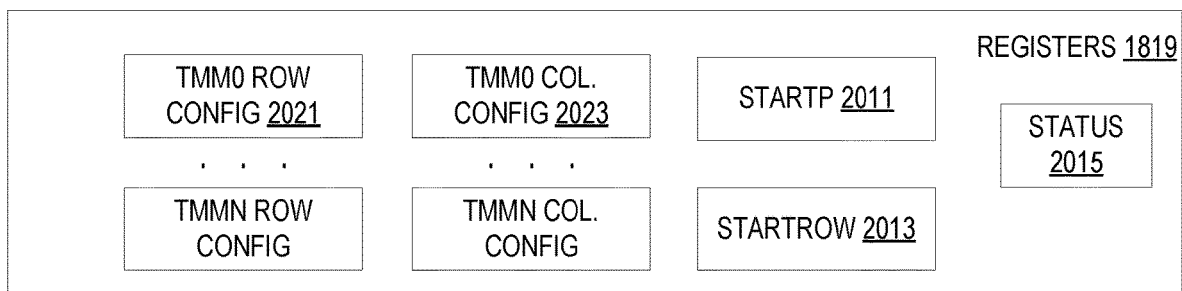 REGISTERS 1819
TMM0 ROW
CONFIG 2021
TMM0 COL.
CONFIG 2023
STARTP 2011
STATUS
2015
. . .
. . .
TMMN ROW
CONFIG
TMMN COL.
CONFIG
STARTROW 2013